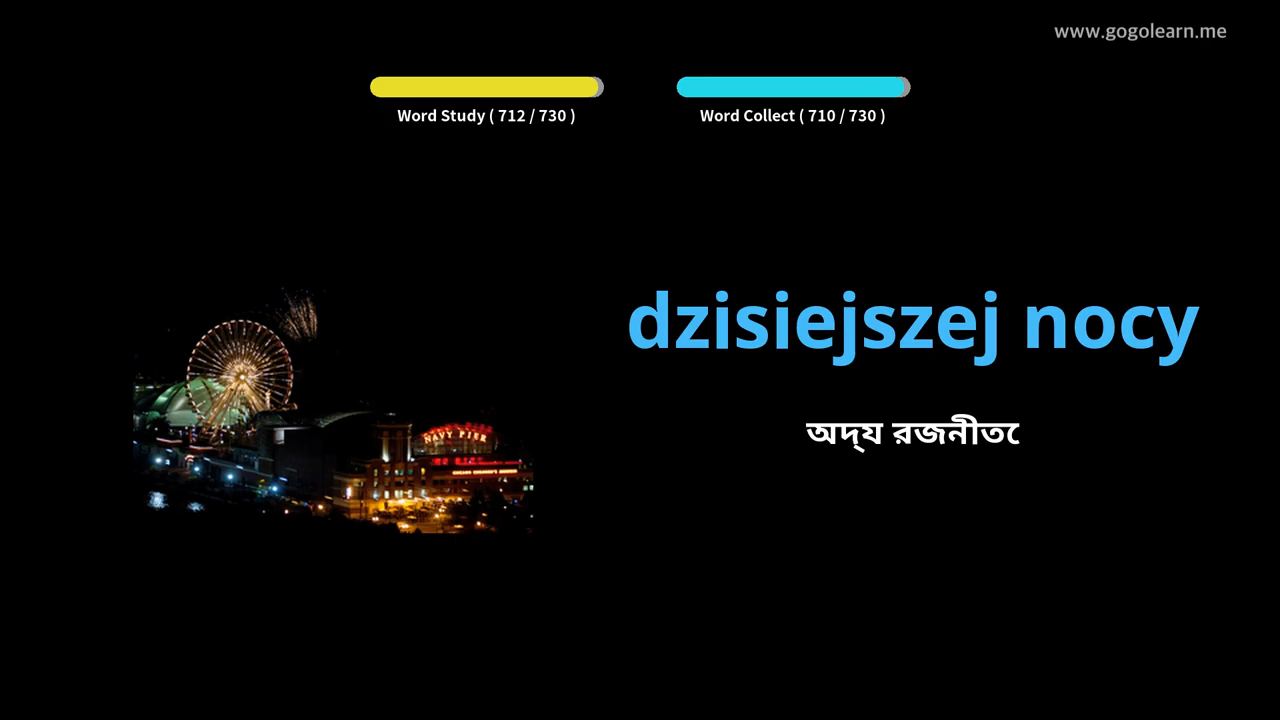 www.gogolearn.me
Word Study ( 712 / 730 )
Word Collect ( 710 / 730 )
dzisiejszej nocy
অদ্য রজনীতে
NAVY PIER